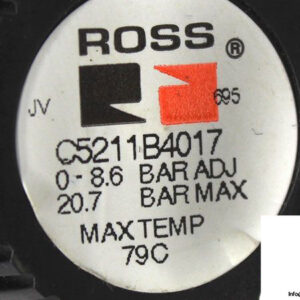 ROSS ®
JV 695
C5211B4017
0-8.6 BAR ADJ
20.7 BAR MAX
MAX TEMP
79C